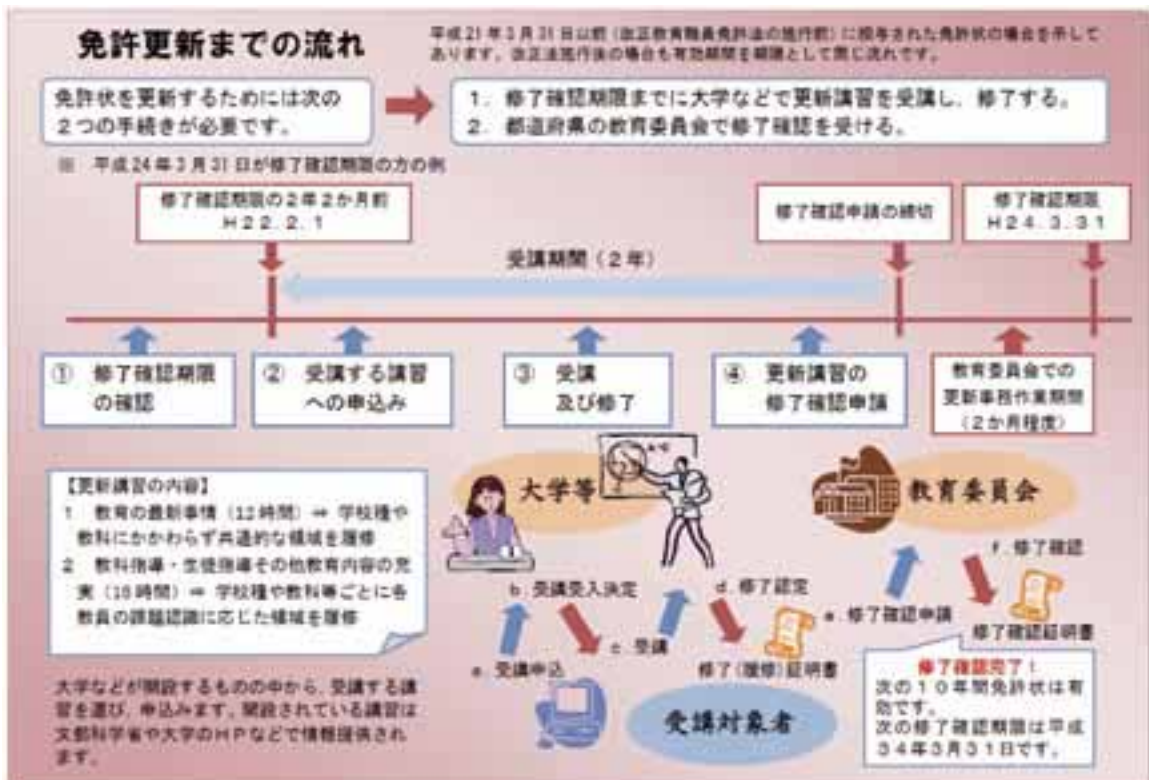 免許更新までの流れ
平成21年3月31日以前（改正教育職員免許法の施行前）に授与された免許状の場合を示して
あります。改正法施行後の場合も有効期間を期限として同じ流れです。
免許状を更新するためには次の
2つの手続きが必要です。
1. 修了確認期限までに大学などで更新講習を受講し、修了する。
2. 都道府県の教育委員会で修了確認を受ける。
※ 平成24年3月31日が修了確認期限の方の例
修了確認期限の2年2か月前
H22.2.1
修了確認申請の締切
修了確認期限
H24.3.31
受講期間（2年）
① 修了確認期限
の確認
② 受講する講習
への申込み
③ 受講
及び修了
④ 更新講習の
修了確認申請
教育委員会での
更新事務作業期間
（2か月程度）
【更新講習の内容】
1 教育の最新事情（12時間）⇒ 学校種や
教科にかかわらず共通的な領域を履修
2 教科指導・生徒指導その他教育内容の充
実（18時間）⇒ 学校種や教科等ごとに各
教員の課題認識に応じた領域を履修
大学などが開設するものの中から、受講する講
習を選び、申込みます。開設されている講習は
文部科学省や大学のHPなどで情報提供され
ます。
大学等
教育委員会
a. 受講申込
b. 受講受入決定
c. 受講
d. 修了認定
修了（履修）証明書
e. 修了確認申請
f. 修了確認
修了確認証明書
受講対象者
修了確認完了！
次の10年間免許状は有
効です。
次の修了確認期限は平成
34年3月31日です。